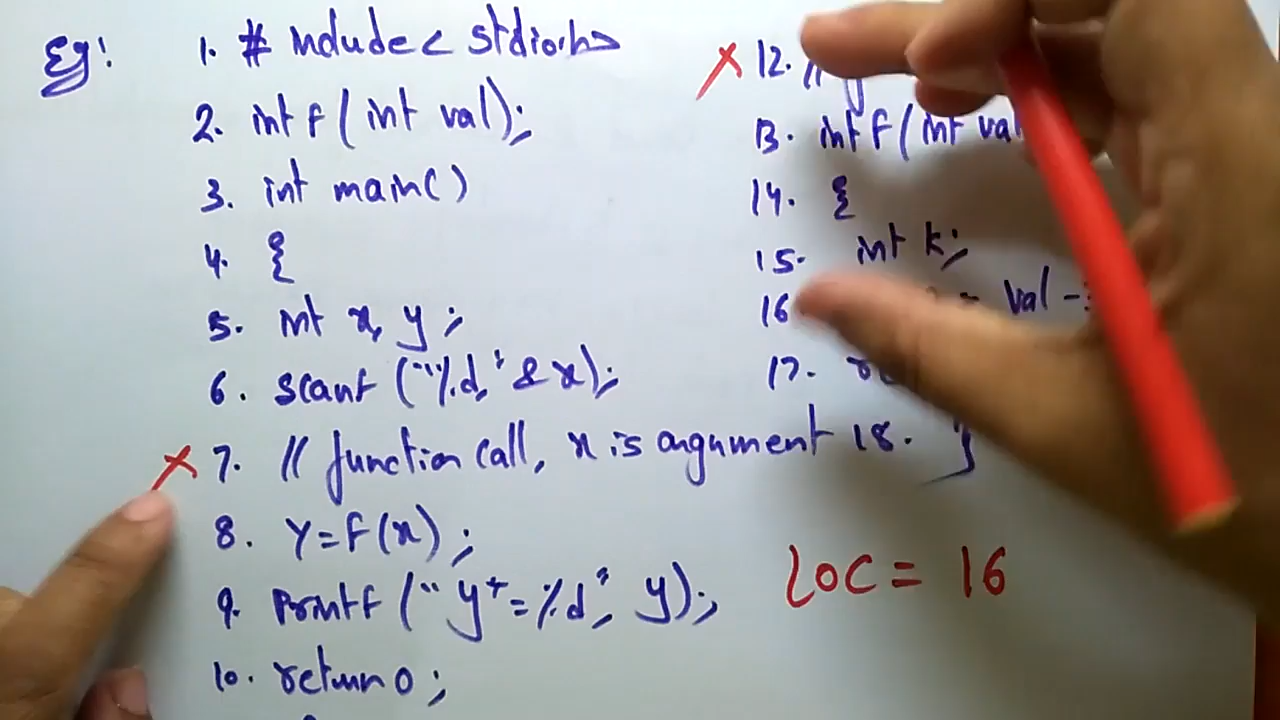 Eg!
1. # include < stdio.h>
2. int f ( int val);
3. int main( )
4. {
5. int x, y ;
6. scanf ("%d," & x);
7. // function call, x is argument
8. y = f(x) ;
9. printf (" y+ = %d", y);
10. return 0 ;
12. //
13. int f ( int val
14. {
15. int k;
16 val -
17.
18. }
LOC = 16